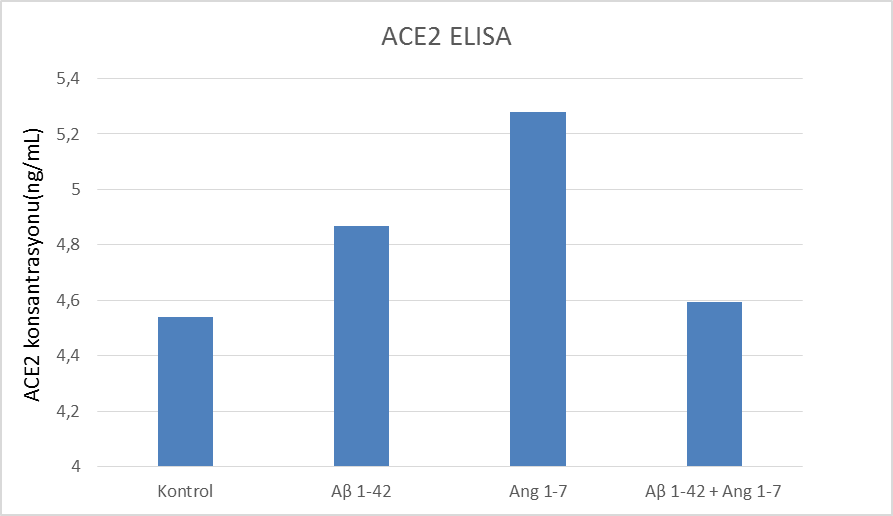 ACE2 ELISA
ACE2 konsantrasyonu(ng/mL)
5,4
5,2
5
4,8
4,6
4,4
4,2
4
Kontrol
Aβ 1-42
Ang 1-7
Aβ 1-42 + Ang 1-7